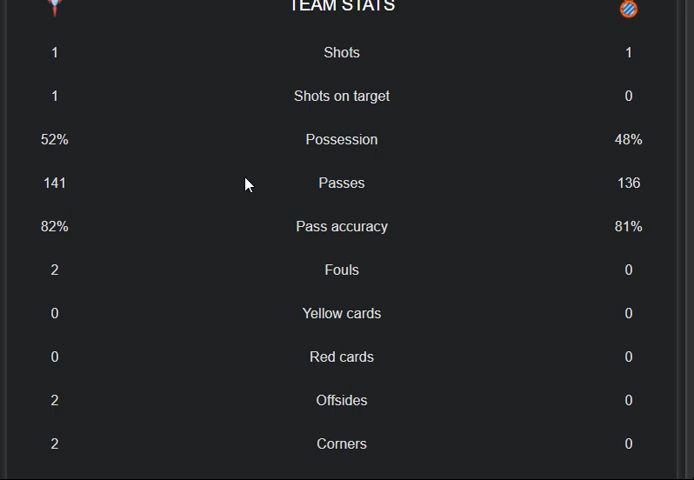 TEAM STATS
1 Shots 1
1 Shots on target 0
52% Possession 48%
141 Passes 136
82% Pass accuracy 81%
2 Fouls 0
0 Yellow cards 0
0 Red cards 0
2 Offsides 0
2 Corners 0